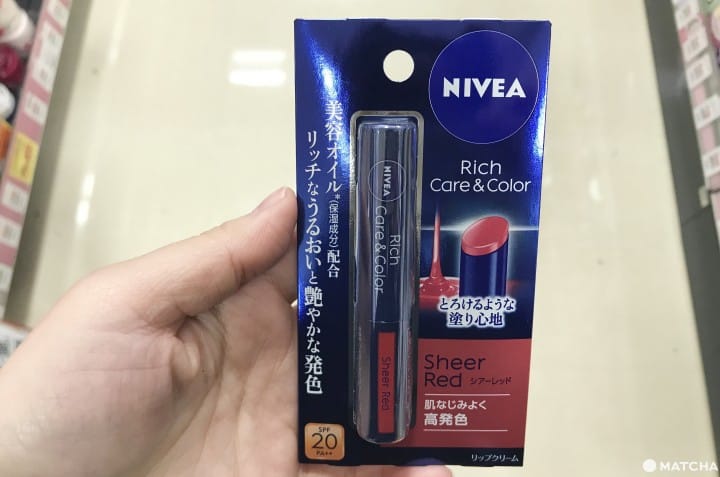 NIVEA
Rich
Care & Color
美容オイル*(保湿成分)配合
リッチなうるおいと艶やかな発色
NIVEA
Rich
Care & Color
Sheer Red
とろけるような
塗り心地
Sheer
Red シアーレッド
肌なじみよく
高発色
SPF
20
PA++
リップクリーム
MATCHA